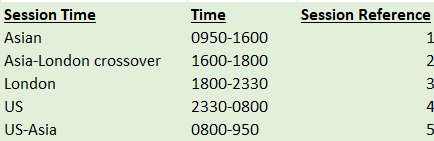 Session Time Time Session Reference
Asian 0950-1600 1
Asia-London crossover 1600-1800 2
London 1800-2330 3
US 2330-0800 4
US-Asia 0800-950 5